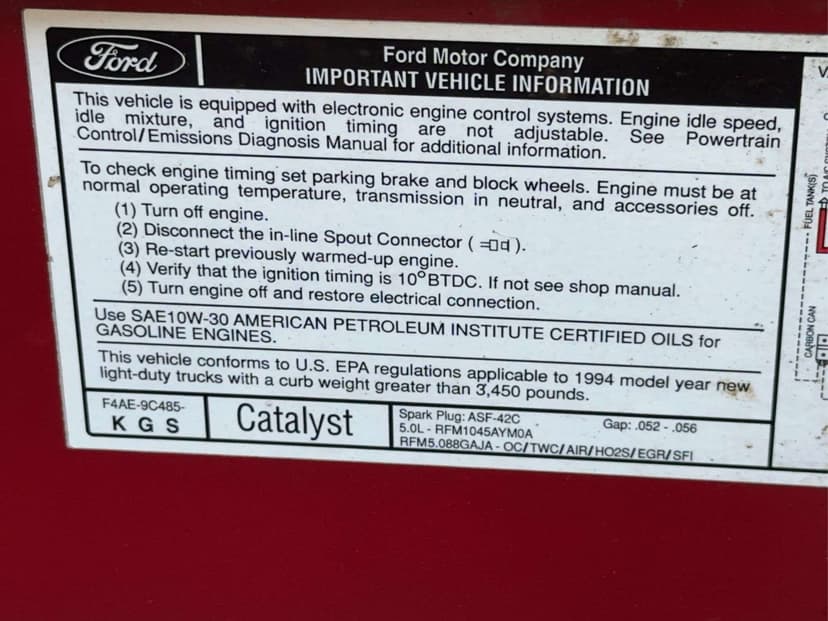 Ford
Ford Motor Company
IMPORTANT VEHICLE INFORMATION
This vehicle is equipped with electronic engine control systems. Engine idle speed,
idle mixture, and ignition timing are not adjustable. See Powertrain
Control/Emissions Diagnosis Manual for additional information.
To check engine timing set parking brake and block wheels. Engine must be at
normal operating temperature, transmission in neutral, and accessories off.
(1) Turn off engine.
(2) Disconnect the in-line Spout Connector ( ).
(3) Re-start previously warmed-up engine.
(4) Verify that the ignition timing is 10°BTDC. If not see shop manual.
(5) Turn engine off and restore electrical connection.
Use SAE10W-30 AMERICAN PETROLEUM INSTITUTE CERTIFIED OILS for
GASOLINE ENGINES.
This vehicle conforms to U.S. EPA regulations applicable to 1994 model year new
light-duty trucks with a curb weight greater than 3,450 pounds.
F4AE-9C485-
K G S
Catalyst
Spark Plug: ASF-42C Gap: .052 - .056
5.0L - RFM1045AYM0A
RFM5.088GAJA - OC/TWC/AIR/HO2S/EGR/SFI
FUEL TANK(S)
CARBON CAN